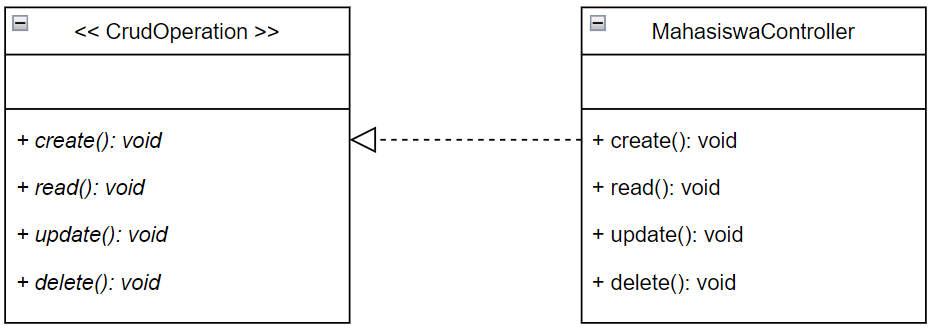 << CrudOperation >>
+ create(): void
+ read(): void
+ update(): void
+ delete(): void
MahasiswaController
+ create(): void
+ read(): void
+ update(): void
+ delete(): void